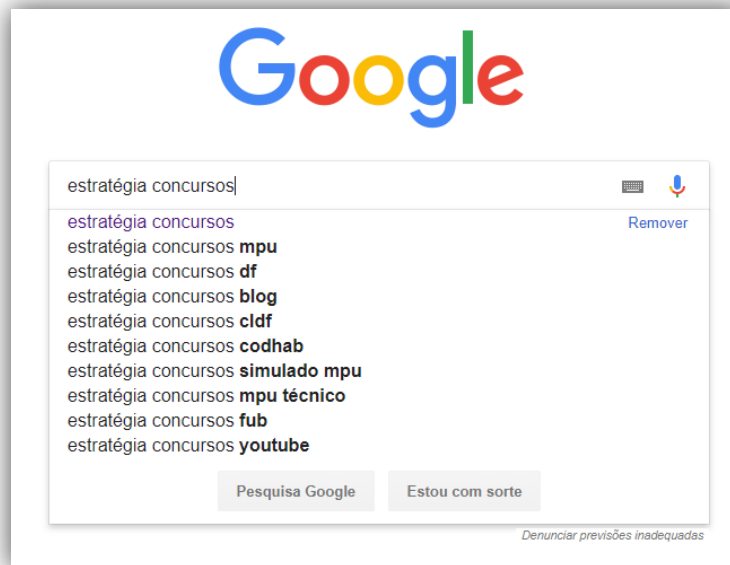 Google
estratégia concursos
estratégia concursos Remover
estratégia concursos mpu
estratégia concursos df
estratégia concursos blog
estratégia concursos cldf
estratégia concursos codhab
estratégia concursos simulado mpu
estratégia concursos mpu técnico
estratégia concursos fub
estratégia concursos youtube
Pesquisa Google Estou com sorte
Denunciar previsões inadequadas